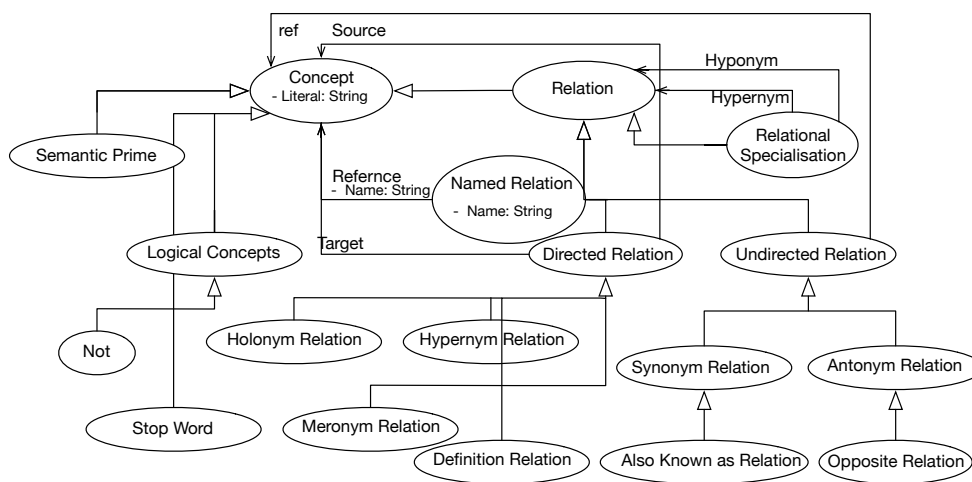 ref
Source
Concept
- Literal: String
Relation
Hyponym
Hypernym
Semantic Prime
Relational
Specialisation
Refernce
- Name: String
Named Relation
- Name: String
Logical Concepts
Target
Directed Relation
Undirected Relation
Not
Holonym Relation
Hypernym Relation
Synonym Relation
Antonym Relation
Stop Word
Meronym Relation
Definition Relation
Also Known as Relation
Opposite Relation